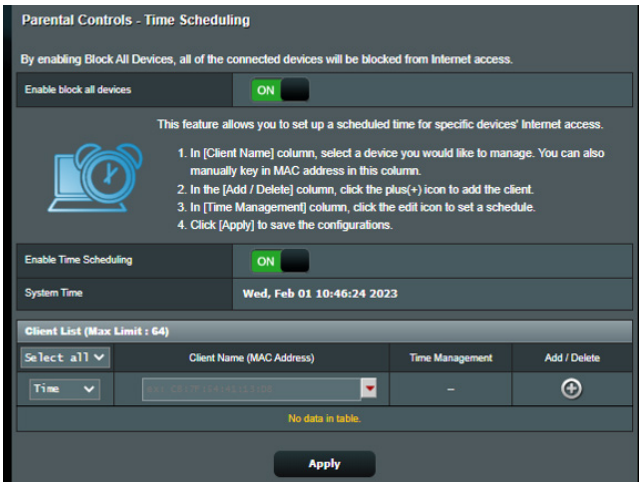 Parental Controls - Time Scheduling
By enabling Block All Devices, all of the connected devices will be blocked from Internet access.
Enable block all devices
ON
This feature allows you to set up a scheduled time for specific devices' Internet access.
1. In [Client Name] column, select a device you would like to manage. You can also
manually key in MAC address in this
column.
2. In the [Add / Delete] column, click the plus(+) icon to add the client.
3. In [Time Management] column, click the edit icon to set a schedule.
4. Click [Apply] to save the configurations.
Enable Time Scheduling
ON
System Time
Wed, Feb 01 10:46:24 2023
Client List (Max Limit : 64)
Select all
Client Name (MAC Address)
Time Management
Add / Delete
Time
–
No data in table.
Apply